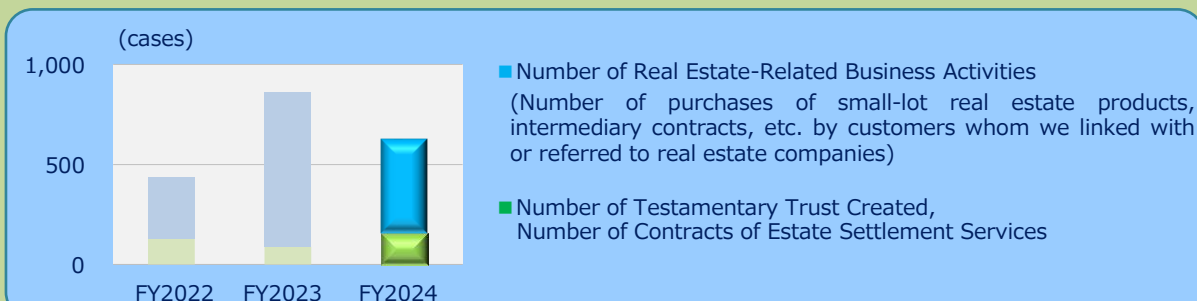 (cases)
1,000
500
0
FY2022 FY2023 FY2024
Number of Real Estate-Related Business Activities
(Number of purchases of small-lot real estate products,
intermediary contracts, etc. by customers whom we linked with
or referred to real estate companies)
Number of Testamentary Trust Created,
Number of Contracts of Estate Settlement Services